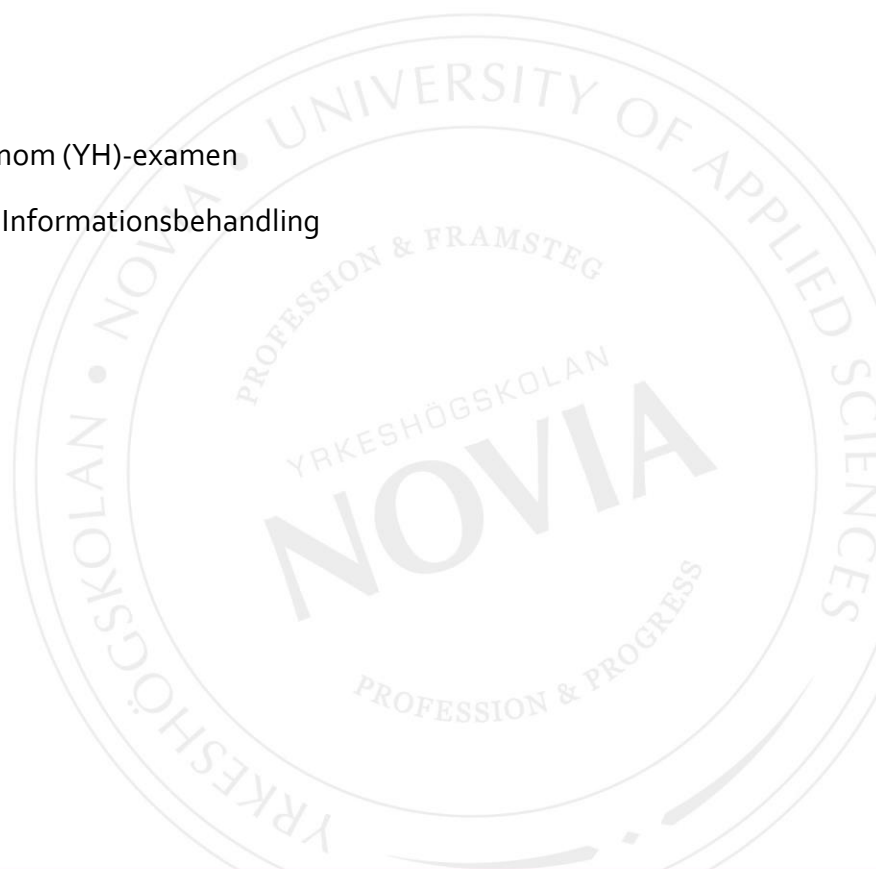 nom (YH)-examen
Informationsbehandling
YRKESHÖGSKOLAN • NOVIA • UNIVERSITY OF APPLIED SCIENCES
PROFESSION & FRAMSTEG
YRKESHÖGSKOLAN
NOVIA
PROFESSION & PROGRESS